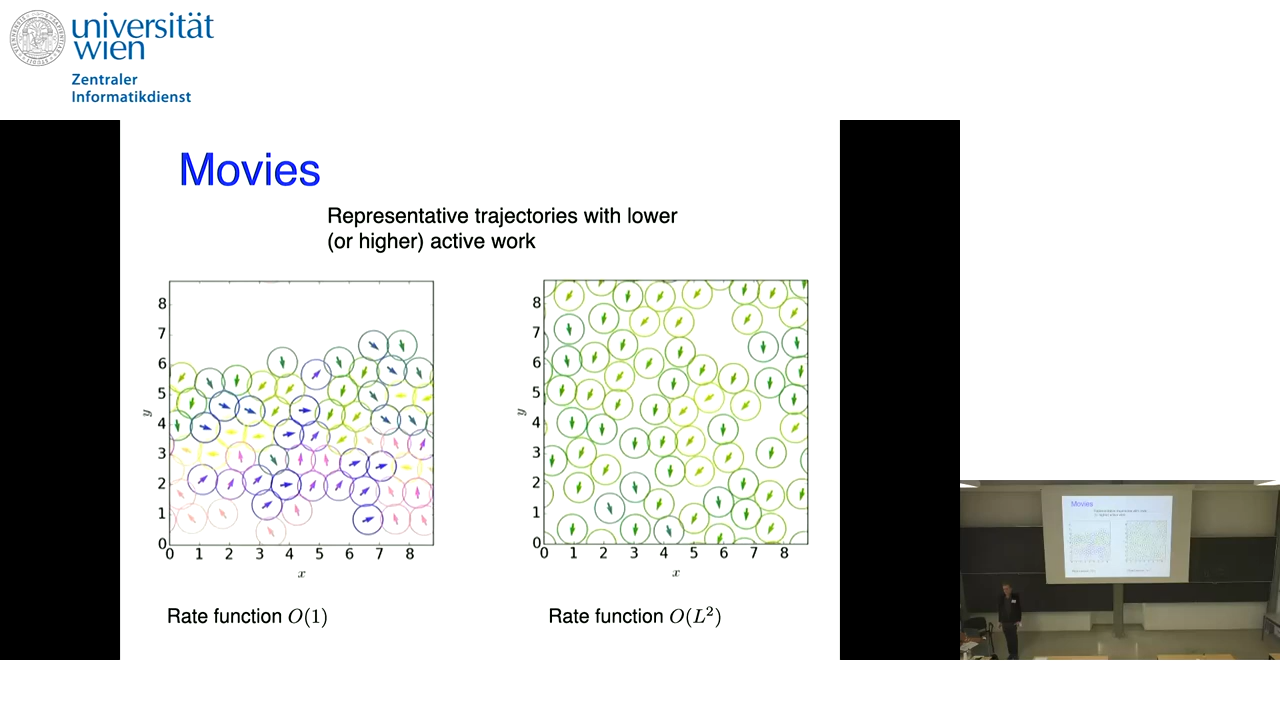 universität
wien
Zentraler
Informatikdienst
Movies
Representative trajectories with lower
(or higher) active work
8
7
6
5
4
3
2
1
0
y
0 1 2 3 4 5 6 7 8
x
8
7
6
5
4
3
2
1
0
y
0 1 2 3 4 5 6 7 8
x
Rate function O(1)
Rate function O(L²)
Movies